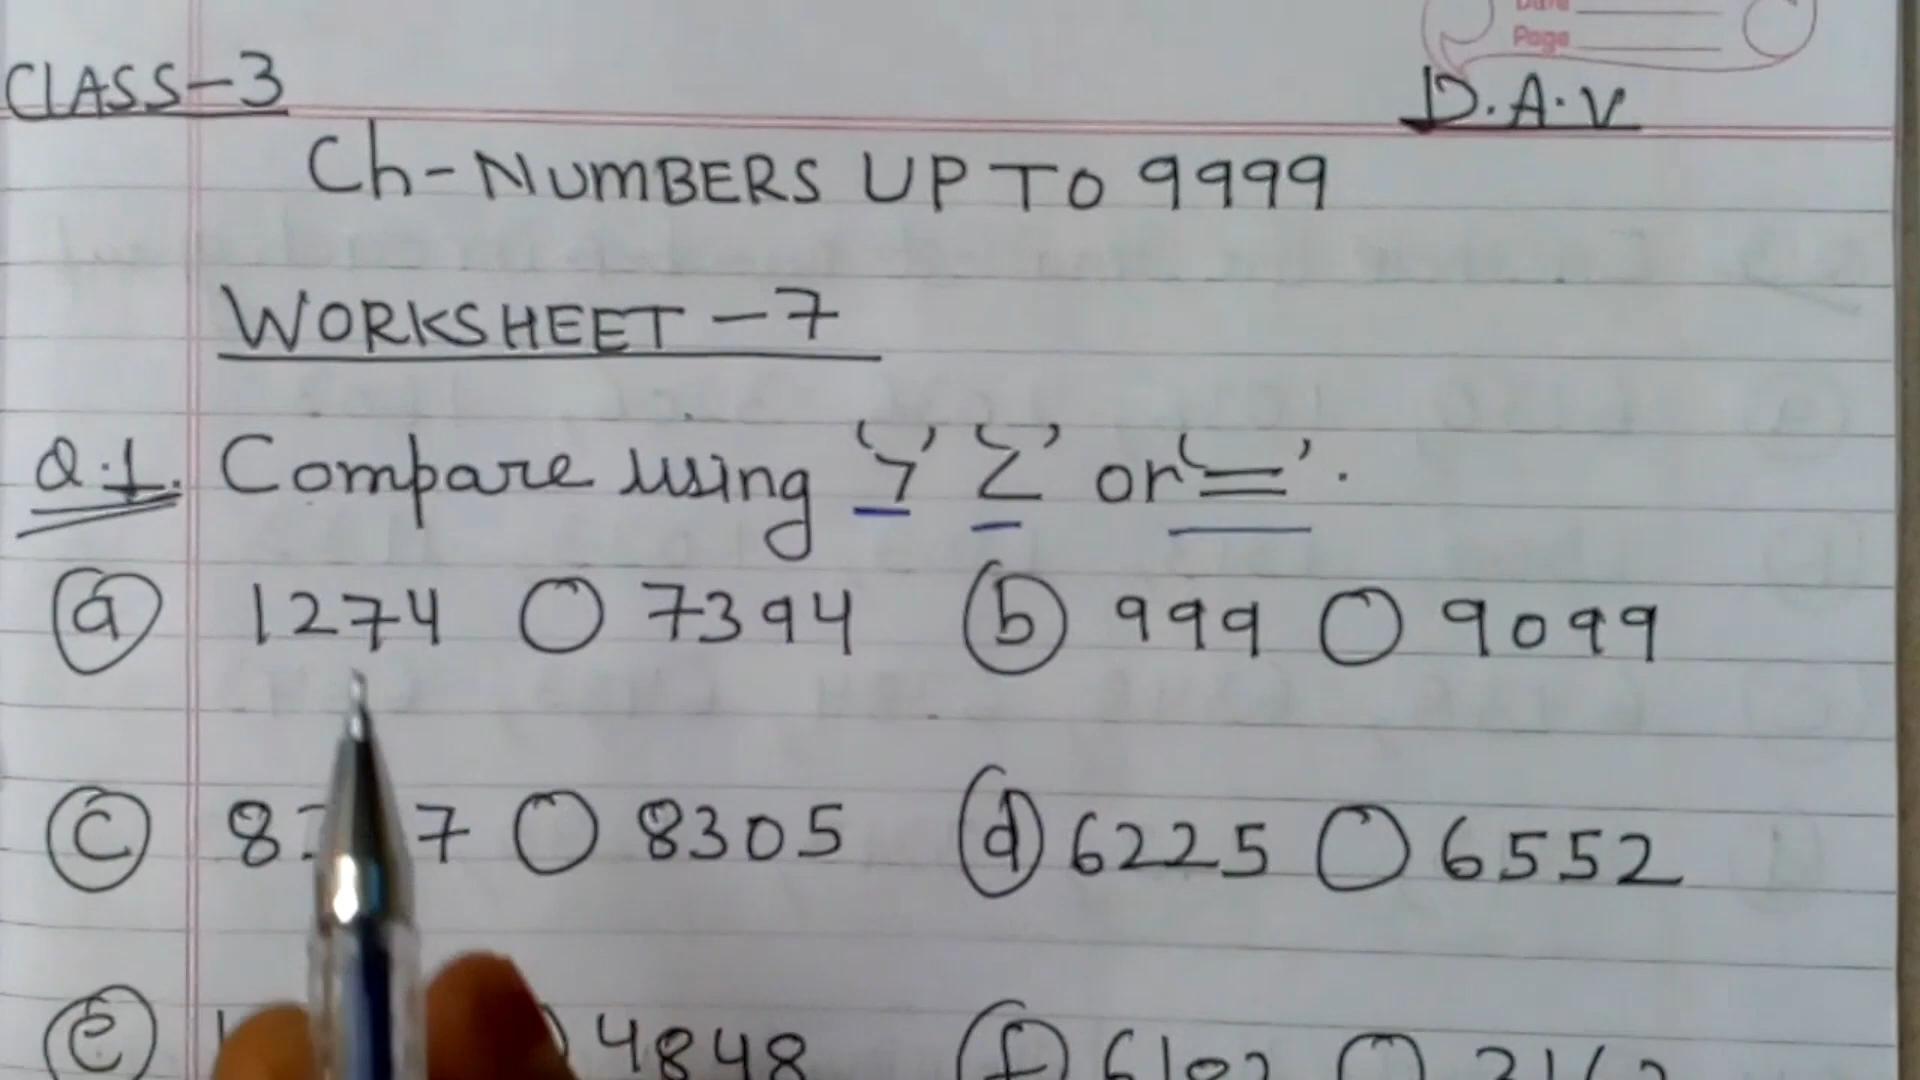 Date
Page
CLASS-3
D.A.V
Ch-NUMBERS UP TO 9999
WORKSHEET-7
Q.1. Compare using '>' '<' or '='.
(a) 1274 ○ 7394 (b) 999 ○ 9099
(c) ○ 8305 (d) 6225 ○ 6552
(e) 4848 (f) ○